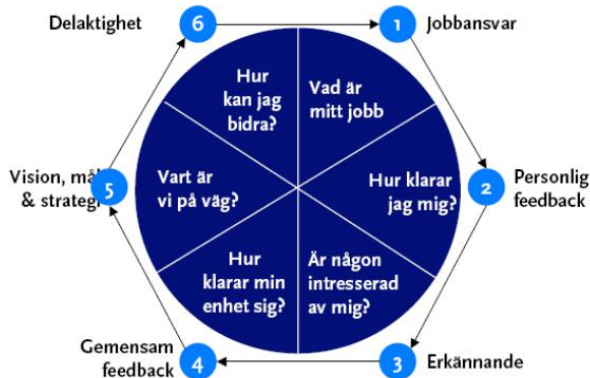 Delaktighet
6
1
Jobbansvar
Hur
kan jag
bidra?
Vad är
mitt jobb
Vision, mål
& strategi
5
Vart är
vi på väg?
Hur klarar
jag mig?
2
Personlig
feedback
Hur
klarar min
enhet sig?
Är någon
intresserad
av mig?
Gemensam
feedback
4
3
Erkännande